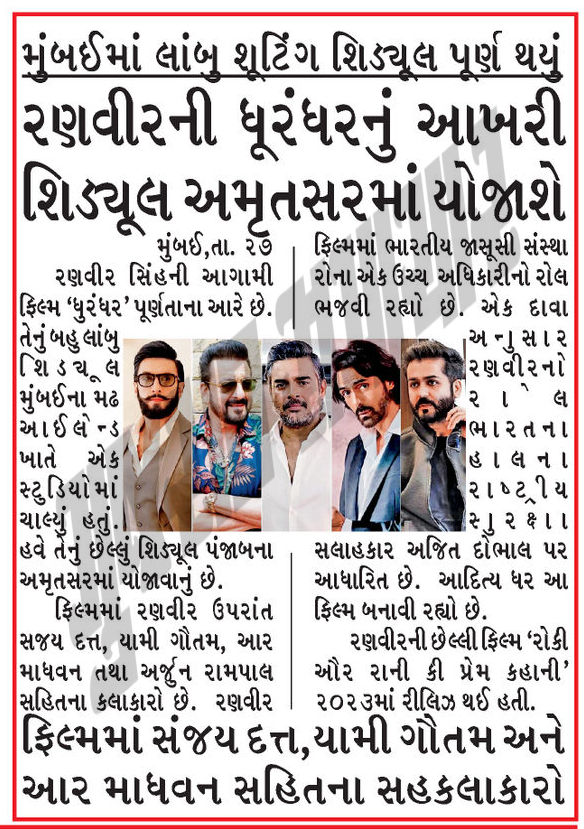 મુંબઈમાં લાંબુ શૂટિંગ શિડ્યૂલ પૂર્ણ થયું
રણવીરની ધૂરંધરનું આખરી
શિડ્યૂલ અમૃતસરમાં યોજાશે
મુંબઈ,તા. ૨૭
રણવીર સિંહની આગામી
ફિલ્મ ‘ધુરંધર’ પૂર્ણતાના આરે છે.
તેનું બહુ લાંબુ
શિડ્યૂલ
મુંબઈના મઢ
આઈલેન્ડ
ખાતે એક
સ્ટુડિયોમાં
ચાલ્યું હતું.
હવે તેનું છેલ્લુ શિડ્યૂલ પંજાબના
અમૃતસરમાં યોજાવાનું છે.
ફિલ્મમાં રણવીર ઉપરાંત
સજય દત્ત, યામી ગૌતમ, આર
માધવન તથા અર્જુન રામપાલ
સહિતના કલાકારો છે. રણવીર
ફિલ્મમાં ભારતીય જાસૂસી સંસ્થા
રોના એક ઉચ્ચ અધિકારીનો રોલ
ભજવી રહ્યો છે. એક દાવા
અનુસાર
રણવીરનો
રોલ
ભારતના
હાલના
રાષ્ટ્રીય
સુરક્ષા
સલાહકાર અજિત દોભાલ પર
આધારિત છે. આદિત્ય ધર આ
ફિલ્મ બનાવી રહ્યો છે.
રણવીરની છેલ્લી ફિલ્મ ‘રોકી
ઔર રાની કી પ્રેમ કહાની’
૨૦૨૩માં રીલિઝ થઈ હતી.
ફિલ્મમાં સંજય દત્ત,યામી ગૌતમ અને
આર માધવન સહિતના સહકલાકારો